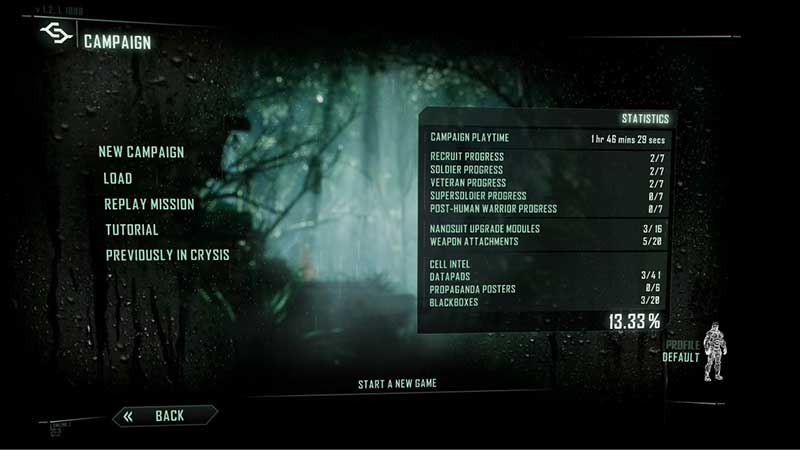 CAMPAIGN
STATISTICS
CAMPAIGN PLAYTIME 1 hr 46 mins 29 secs
RECRUIT PROGRESS 2/7
SOLDIER PROGRESS 2/7
VETERAN PROGRESS 2/7
SUPERSOLDIER PROGRESS 0/7
POST-HUMAN WARRIOR PROGRESS 0/7
NANOSUIT UPGRADE MODULES 3/16
WEAPON ATTACHMENTS 5/20
CELL INTEL
DATAPADS 3/41
PROPAGANDA POSTERS 0/6
BLACKBOXES 3/20
13.33%
NEW CAMPAIGN
LOAD
REPLAY MISSION
TUTORIAL
PREVIOUSLY IN CRYSIS
PROFILE
DEFAULT
START A NEW GAME
BACK